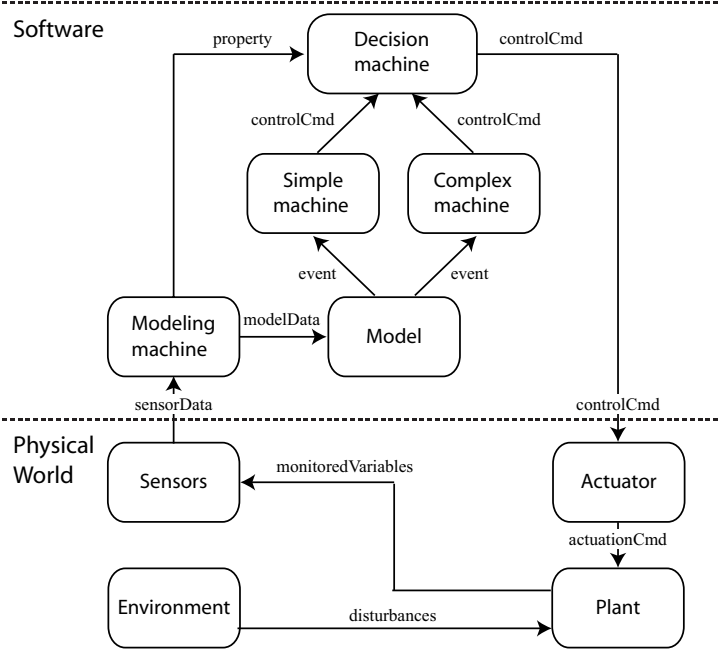 Software
property
Decision
machine
controlCmd
controlCmd
controlCmd
Simple
machine
Complex
machine
event
event
Modeling
machine
modelData
Model
sensorData
controlCmd
Physical
World
Sensors
monitoredVariables
Actuator
actuationCmd
Environment
disturbances
Plant